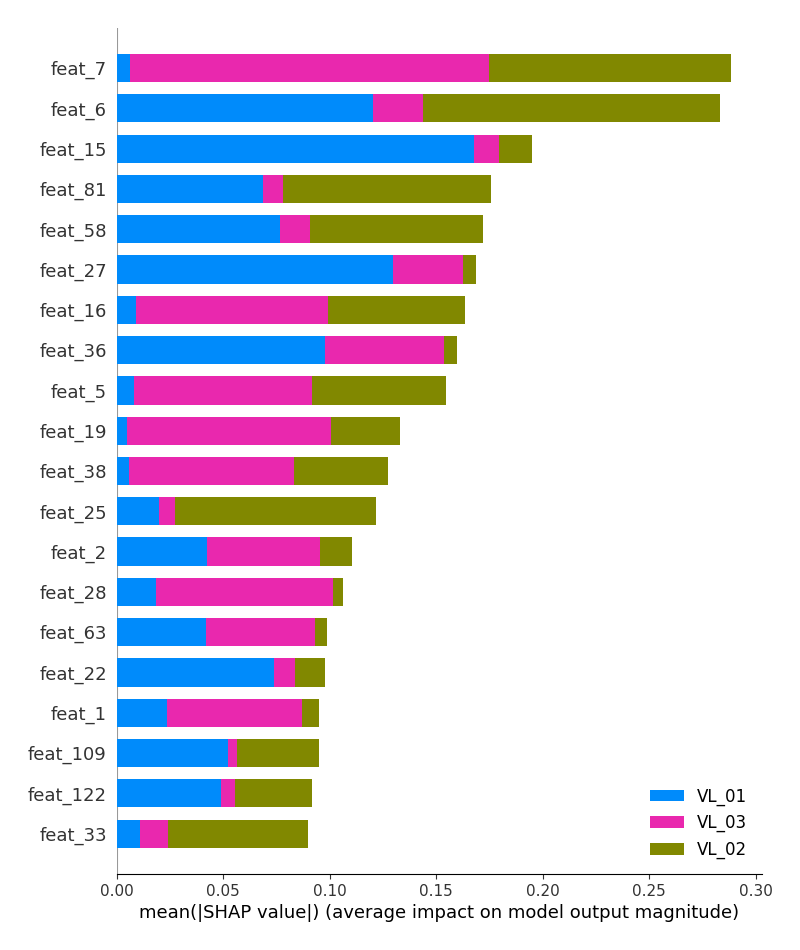 feat_7
feat_6
feat_15
feat_81
feat_58
feat_27
feat_16
feat_36
feat_5
feat_19
feat_38
feat_25
feat_2
feat_28
feat_63
feat_22
feat_1
feat_109
feat_122
feat_33
VL_01
VL_03
VL_02
0.00 0.05 0.10 0.15 0.20 0.25 0.30
mean(|SHAP value|) (average impact on model output magnitude)